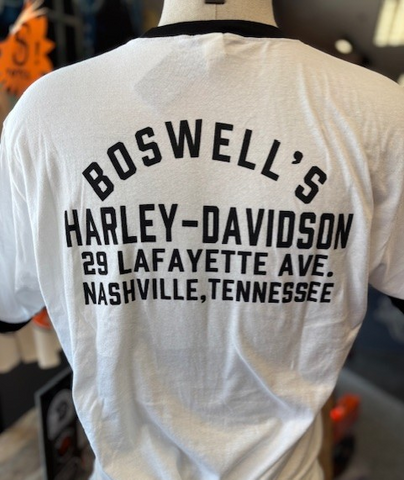 BOSWELL'S
HARLEY-DAVIDSON
29 LAFAYETTE AVE.
NASHVILLE, TENNESSEE